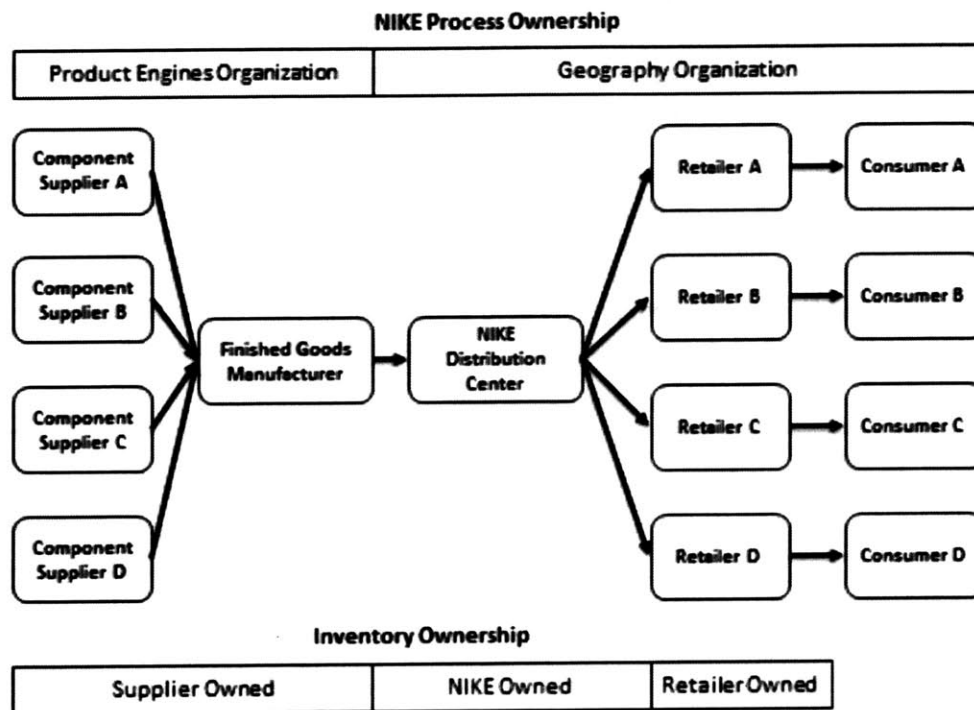 NIKE Process Ownership
Product Engines Organization
Geography Organization
Component
Supplier A
Retailer A
Consumer A
Component
Supplier B
Retailer B
Consumer B
Finished Goods
Manufacturer
NIKE
Distribution
Center
Component
Supplier C
Retailer C
Consumer C
Component
Supplier D
Retailer D
Consumer D
Inventory Ownership
Supplier Owned
NIKE Owned
Retailer Owned